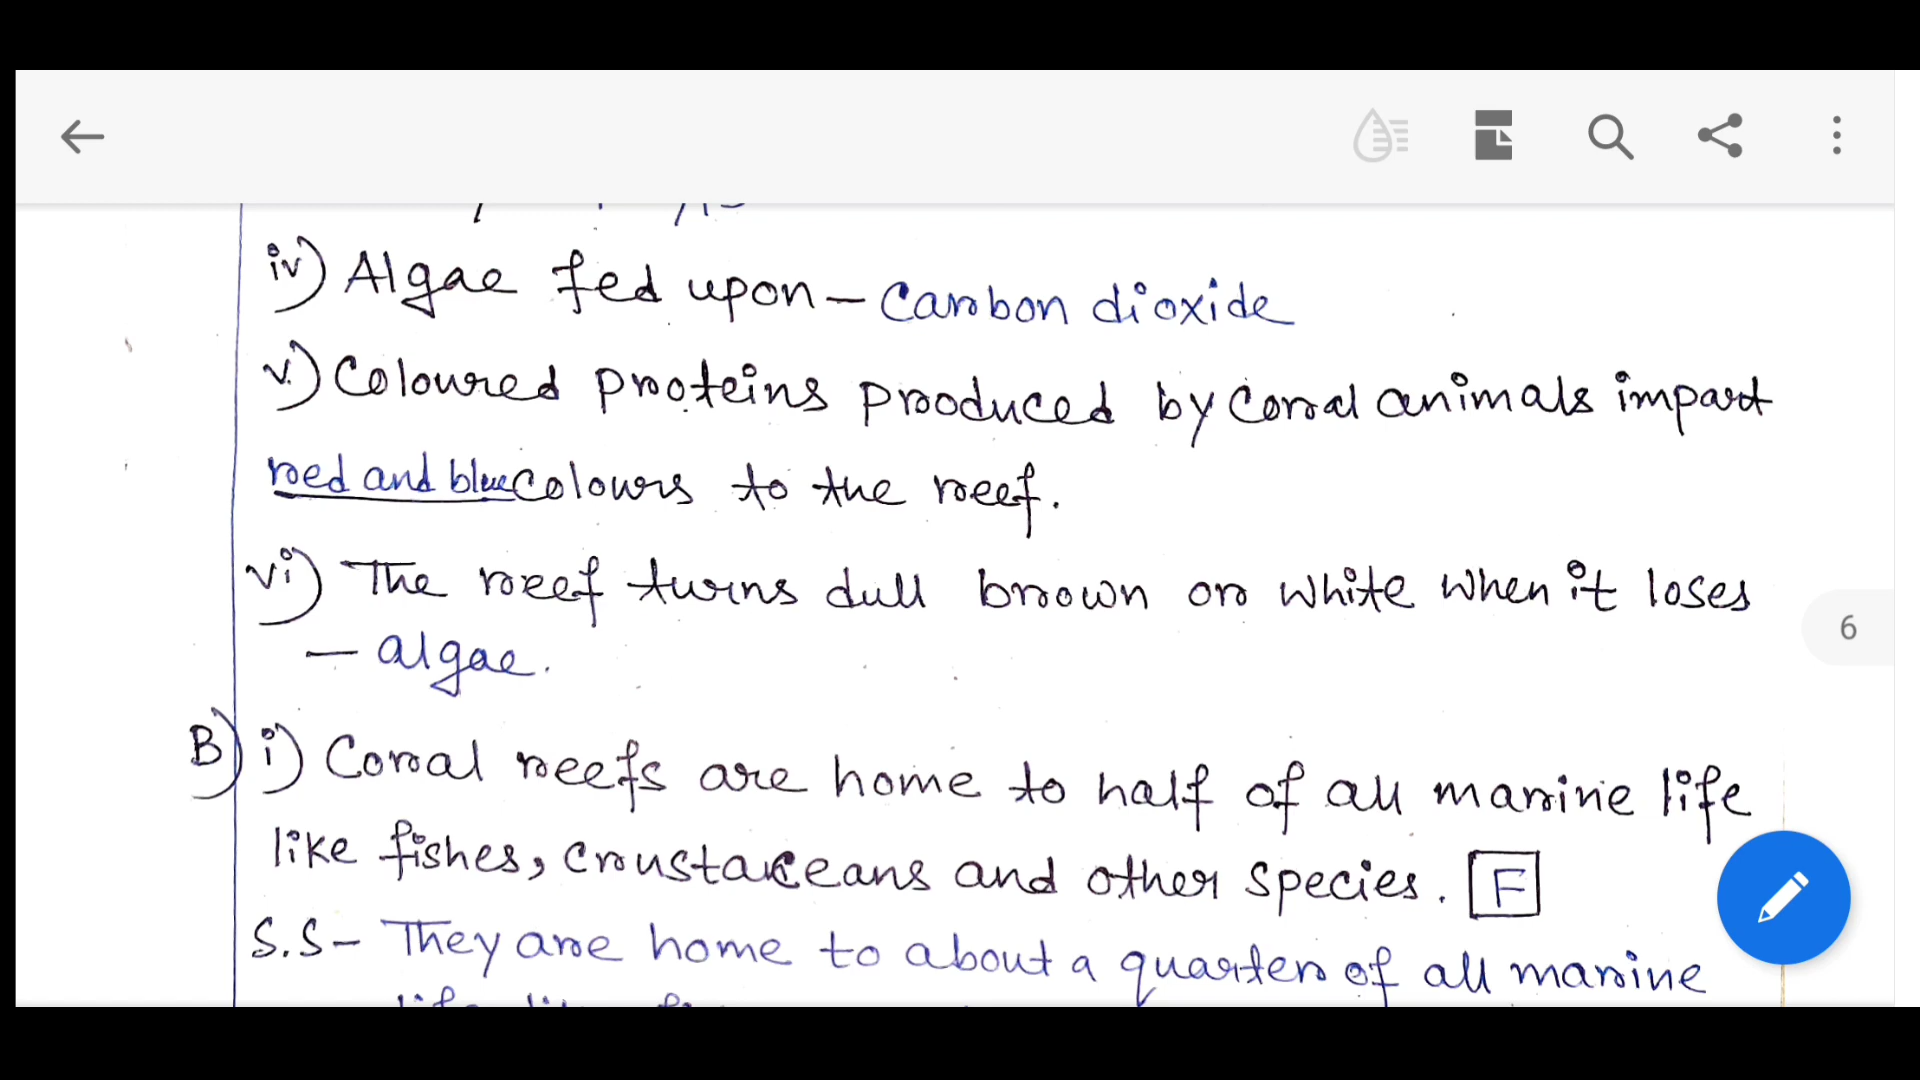 iv) Algae fed upon – Carbon dioxide
v) Coloured proteins produced by coral animals impart
red and blue colours to the reef.
vi) The reef turns dull brown or white when it loses
6
– algae.
B) i) Coral reefs are home to half of all marine life
like fishes, crustaceans and other species. F
S.S – They are home to about a quarter of all marine